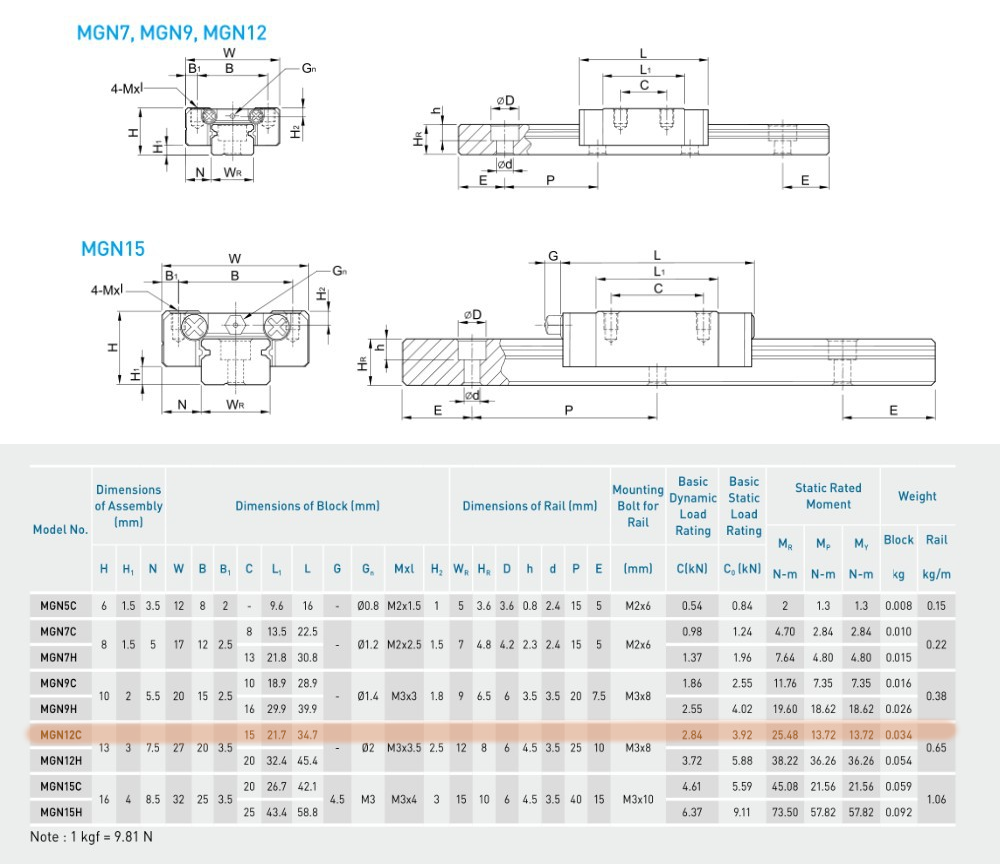 MGN7, MGN9, MGN12
W
B1 B Gn
4-Mxl
H H1 H2
N WR
L
L1
C
h ØD
HR
Ød
E P E
MGN15
W
B1 B Gn
4-Mxl
H H1 H2
N WR
G L
L1
C
h ØD
HR
Ød
E P E
Model No. Dimensions of Assembly (mm) Dimensions of Block (mm) Dimensions of Rail (mm) Mounting Bolt for Rail Basic Dynamic Load Rating Basic Static Load Rating Static Rated Moment Weight
MR MP MY Block Rail
H H1 N W B B1 C L1 L G Gn Mxl H2 WR HR D h d P E (mm) C(kN) C0 (kN) N-m N-m N-m kg kg/m
MGN5C 6 1.5 3.5 12 8 2 - 9.6 16 - Ø0.8 M2x1.5 1 5 3.6 3.6 0.8 2.4 15 5 M2x6 0.54 0.84 2 1.3 1.3 0.008 0.15
MGN7C 8 13.5 22.5 0.98 1.24 4.70 2.84 2.84 0.010
8 1.5 5 17 12 2.5 - Ø1.2 M2x2.5 1.5 7 4.8 4.2 2.3 2.4 15 5 M2x6 0.22
MGN7H 13 21.8 30.8 1.37 1.96 7.64 4.80 4.80 0.015
MGN9C 10 18.9 28.9 1.86 2.55 11.76 7.35 7.35 0.016
10 2 5.5 20 15 2.5 - Ø1.4 M3x3 1.8 9 6.5 6 3.5 3.5 20 7.5 M3x8 0.38
MGN9H 16 29.9 39.9 2.55 4.02 19.60 18.62 18.62 0.026
MGN12C 15 21.7 34.7 2.84 3.92 25.48 13.72 13.72 0.034
13 3 7.5 27 20 3.5 - Ø2 M3x3.5 2.5 12 8 6 4.5 3.5 25 10 M3x8 0.65
MGN12H 20 32.4 45.4 3.72 5.88 38.22 36.26 36.26 0.054
MGN15C 20 26.7 42.1 4.61 5.59 45.08 21.56 21.56 0.059
16 4 8.5 32 25 3.5 4.5 M3 M3x4 3 15 10 6 4.5 3.5 40 15 M3x10 1.06
MGN15H 25 43.4 58.8 6.37 9.11 73.50 57.82 57.82 0.092
Note : 1 kgf = 9.81 N